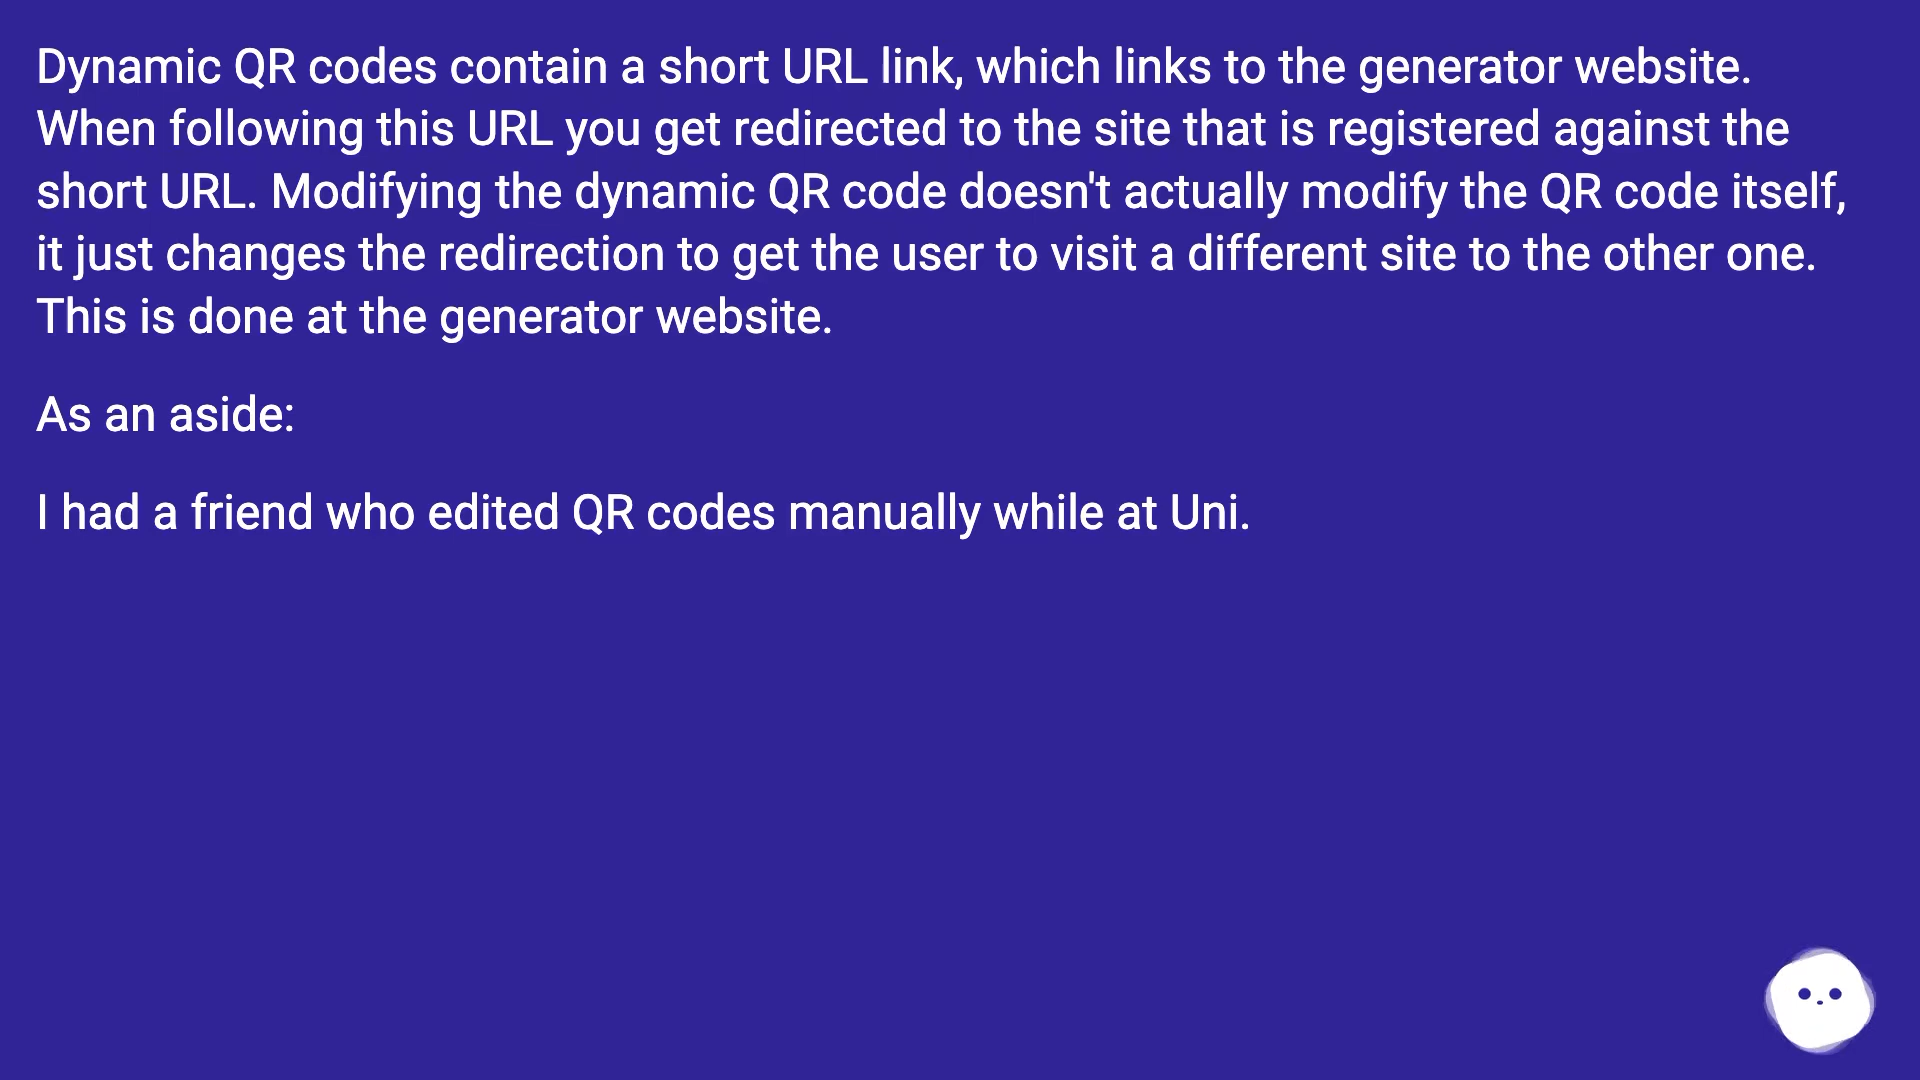 Dynamic QR codes contain a short URL link, which links to the generator website.
When following this URL you get redirected to the site that is registered against the
short URL. Modifying the dynamic QR code doesn't actually modify the QR code itself,
it just changes the redirection to get the user to visit a different site to the other one.
This is done at the generator website.
As an aside:
I had a friend who edited QR codes manually while at Uni.